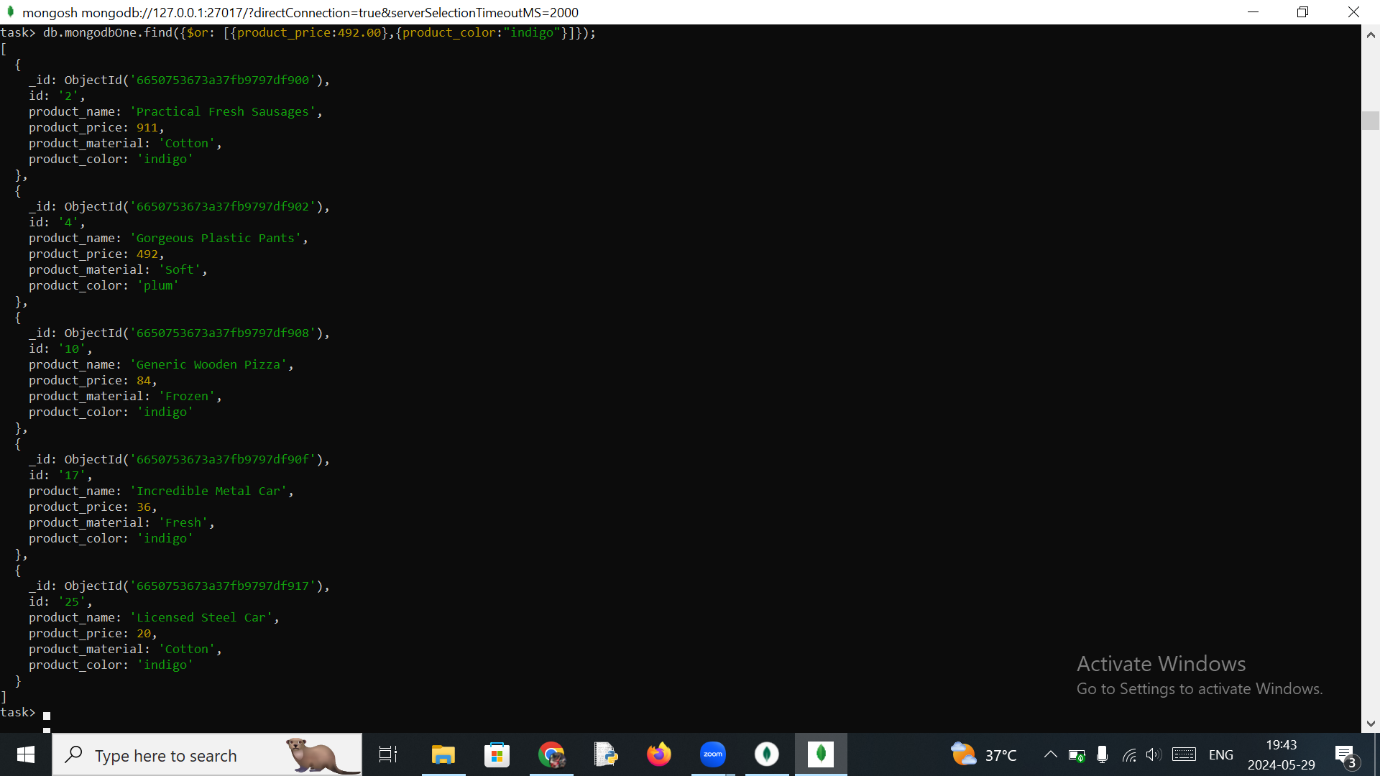 mongosh mongodb://127.0.0.1:27017/?directConnection=true&serverSelectionTimeoutMS=2000
task> db.mongodbOne.find({$or: [{product_price:492.00},{product_color:"indigo"}]});
[
  {
    _id: ObjectId('6650753673a37fb9797df900'),
    id: '2',
    product_name: 'Practical Fresh Sausages',
    product_price: 911,
    product_material: 'Cotton',
    product_color: 'indigo'
  },
  {
    _id: ObjectId('6650753673a37fb9797df902'),
    id: '4',
    product_name: 'Gorgeous Plastic Pants',
    product_price: 492,
    product_material: 'Soft',
    product_color: 'plum'
  },
  {
    _id: ObjectId('6650753673a37fb9797df908'),
    id: '10',
    product_name: 'Generic Wooden Pizza',
    product_price: 84,
    product_material: 'Frozen',
    product_color: 'indigo'
  },
  {
    _id: ObjectId('6650753673a37fb9797df90f'),
    id: '17',
    product_name: 'Incredible Metal Car',
    product_price: 36,
    product_material: 'Fresh',
    product_color: 'indigo'
  },
  {
    _id: ObjectId('6650753673a37fb9797df917'),
    id: '25',
    product_name: 'Licensed Steel Car',
    product_price: 20,
    product_material: 'Cotton',
    product_color: 'indigo'
  }
]
task>
Activate Windows
Go to Settings to activate Windows.
Type here to search
zoom
37°C
ENG
19:43
2024-05-29
3